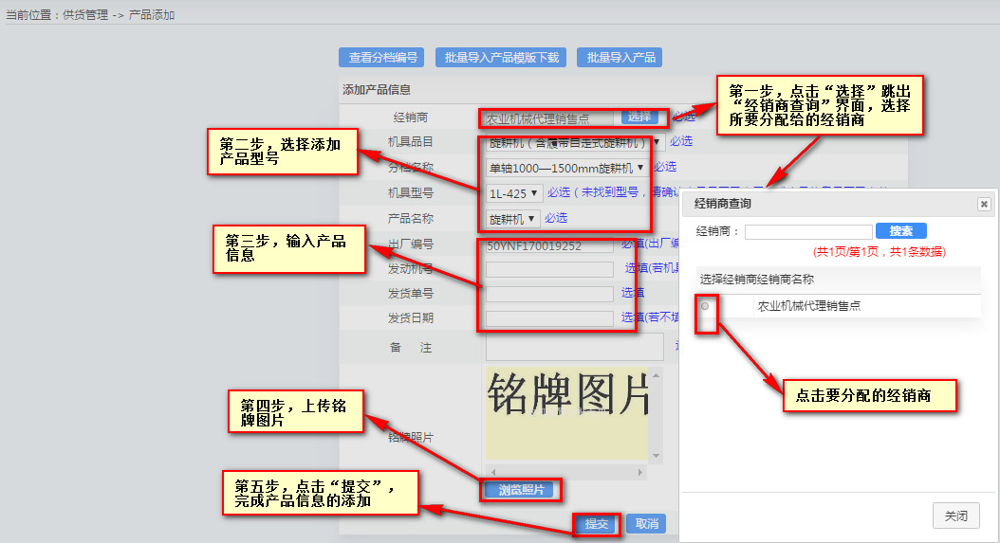 当前位置：供货管理 -> 产品添加
查看分档编号 批量导入产品模版下载 批量导入产品
添加产品信息
第一步，点击“选择”跳出
“经销商查询”界面，选择
所要分配给的经销商
经销商 农业机械代理销售点 选择 必选
机具品目 旋耕机（含履带自走式旋耕机） 必选
第二步，选择添加
产品型号
分档名称 单轴1000—1500mm旋耕机 必选
机具型号 1L-425 必选（未找到型号，请确认
产品名称 旋耕机 必选
第三步，输入产品
信息
出厂编号 50YNF170019252 必填(出厂编
发动机号 选填(若机具
发货单号 选填
发货日期 选填(若不填
备 注
经销商查询
经销商： 搜索
(共1页/第1页，共1条数据)
选择经销商经销商名称
农业机械代理销售点
点击要分配的经销商
第四步，上传铭
牌图片
铭牌照片
铭牌图片
浏览照片
第五步，点击“提交”，
完成产品信息的添加
提交 取消
关闭